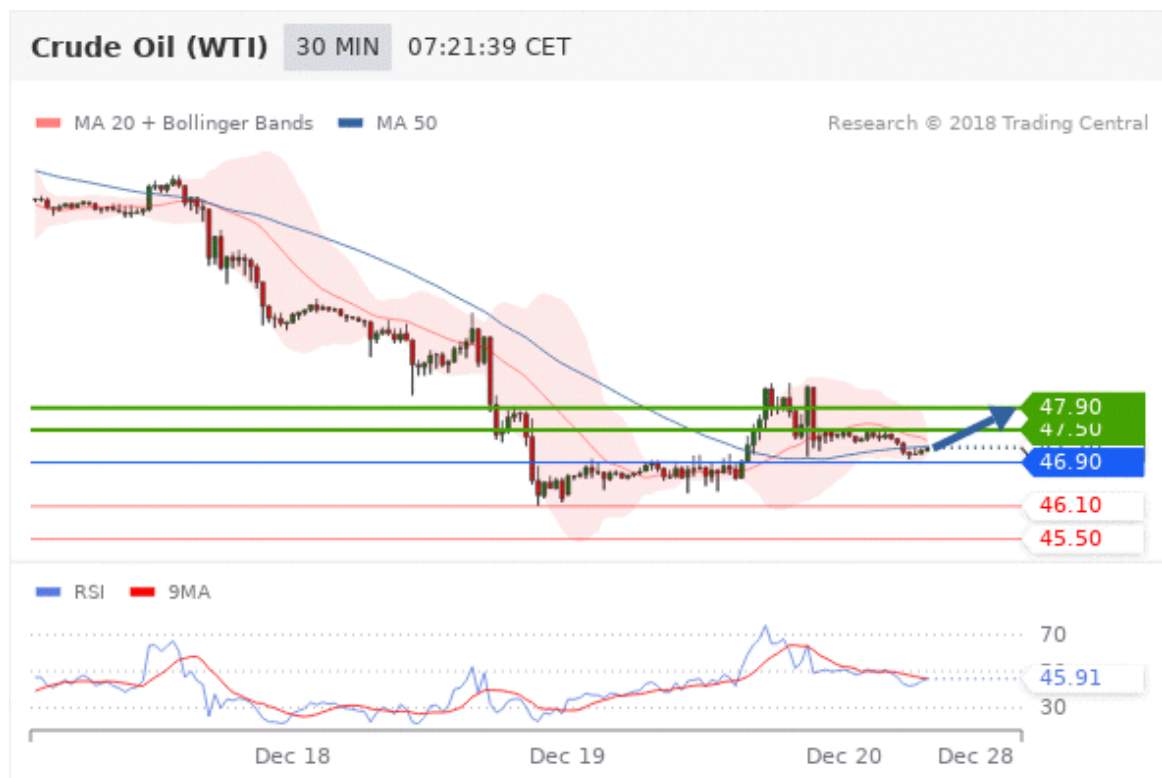 Crude Oil (WTI) 30 MIN 07:21:39 CET
MA 20 + Bollinger Bands MA 50 Research © 2018 Trading Central
47.90
47.50
46.90
46.10
45.50
RSI 9MA
70
45.91
30
Dec 18 Dec 19 Dec 20 Dec 28